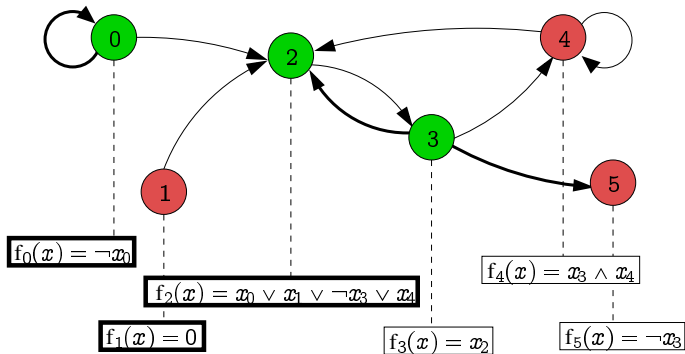 0
2
4
3
1
5
f₀(x) = ¬x₀
f₂(x) = x₀ ∨ x₁ ∨ ¬x₃ ∨ x₄
f₄(x) = x₃ ∧ x₄
f₁(x) = 0
f₃(x) = x₂
f₅(x) = ¬x₃